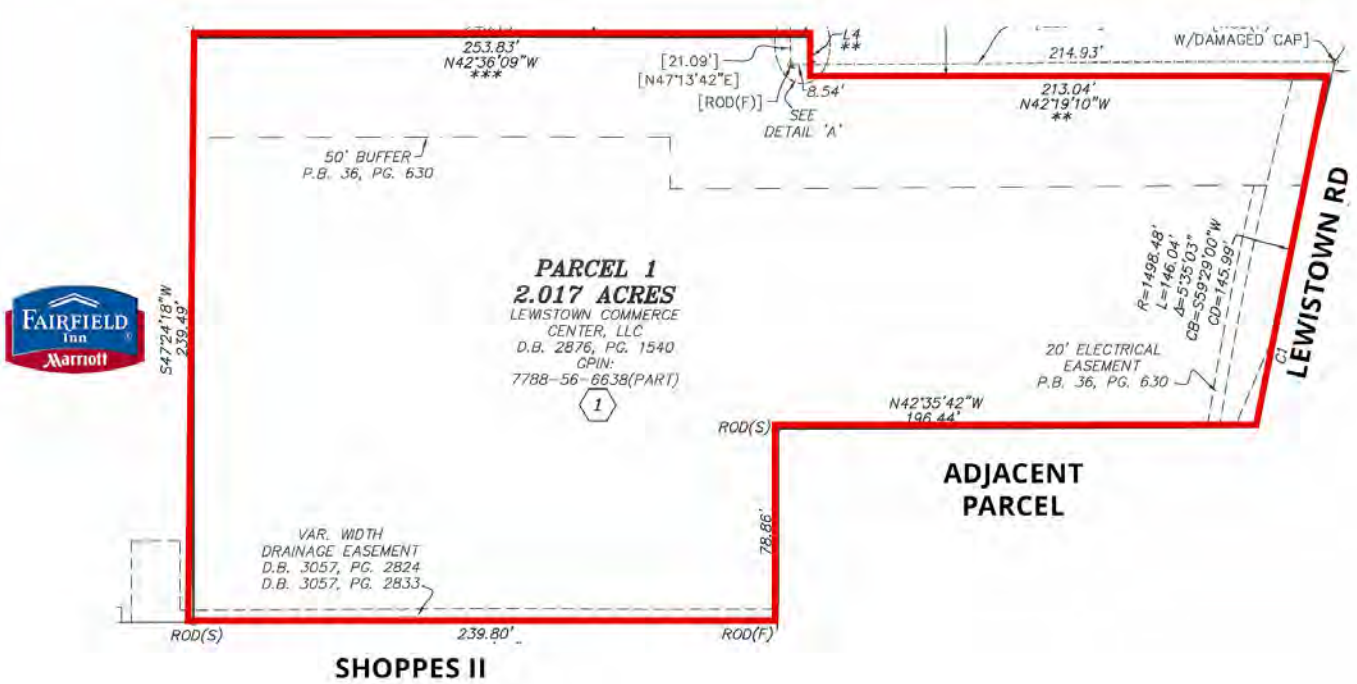 253.83'
N42°36'09"W
***
[21.09']
[N47°13'42"E]
[ROD(F)]
L4
**
8.54'
SEE
DETAIL 'A'
214.93'
W/DAMAGED CAP]
213.04'
N42°19'10"W
**
50' BUFFER
P.B. 36, PG. 630
FAIRFIELD
Inn
®
Marriott
S47°24'18"W
239.49'
PARCEL 1
2.017 ACRES
LEWISTOWN COMMERCE
CENTER, LLC
D.B. 2876, PG. 1540
GPIN:
7788-56-6638(PART)
1
R=1498.48'
L=146.04'
Δ=5°35'03"
CB=S59°29'00"W
CD=145.99'
LEWISTOWN RD
C1
20' ELECTRICAL
EASEMENT
P.B. 36, PG. 630
N42°35'42"W
196.44'
ROD(S)
ADJACENT
PARCEL
78.86'
VAR. WIDTH
DRAINAGE EASEMENT
D.B. 3057, PG. 2824
D.B. 3057, PG. 2833
ROD(S)
239.80'
ROD(F)
SHOPPES II